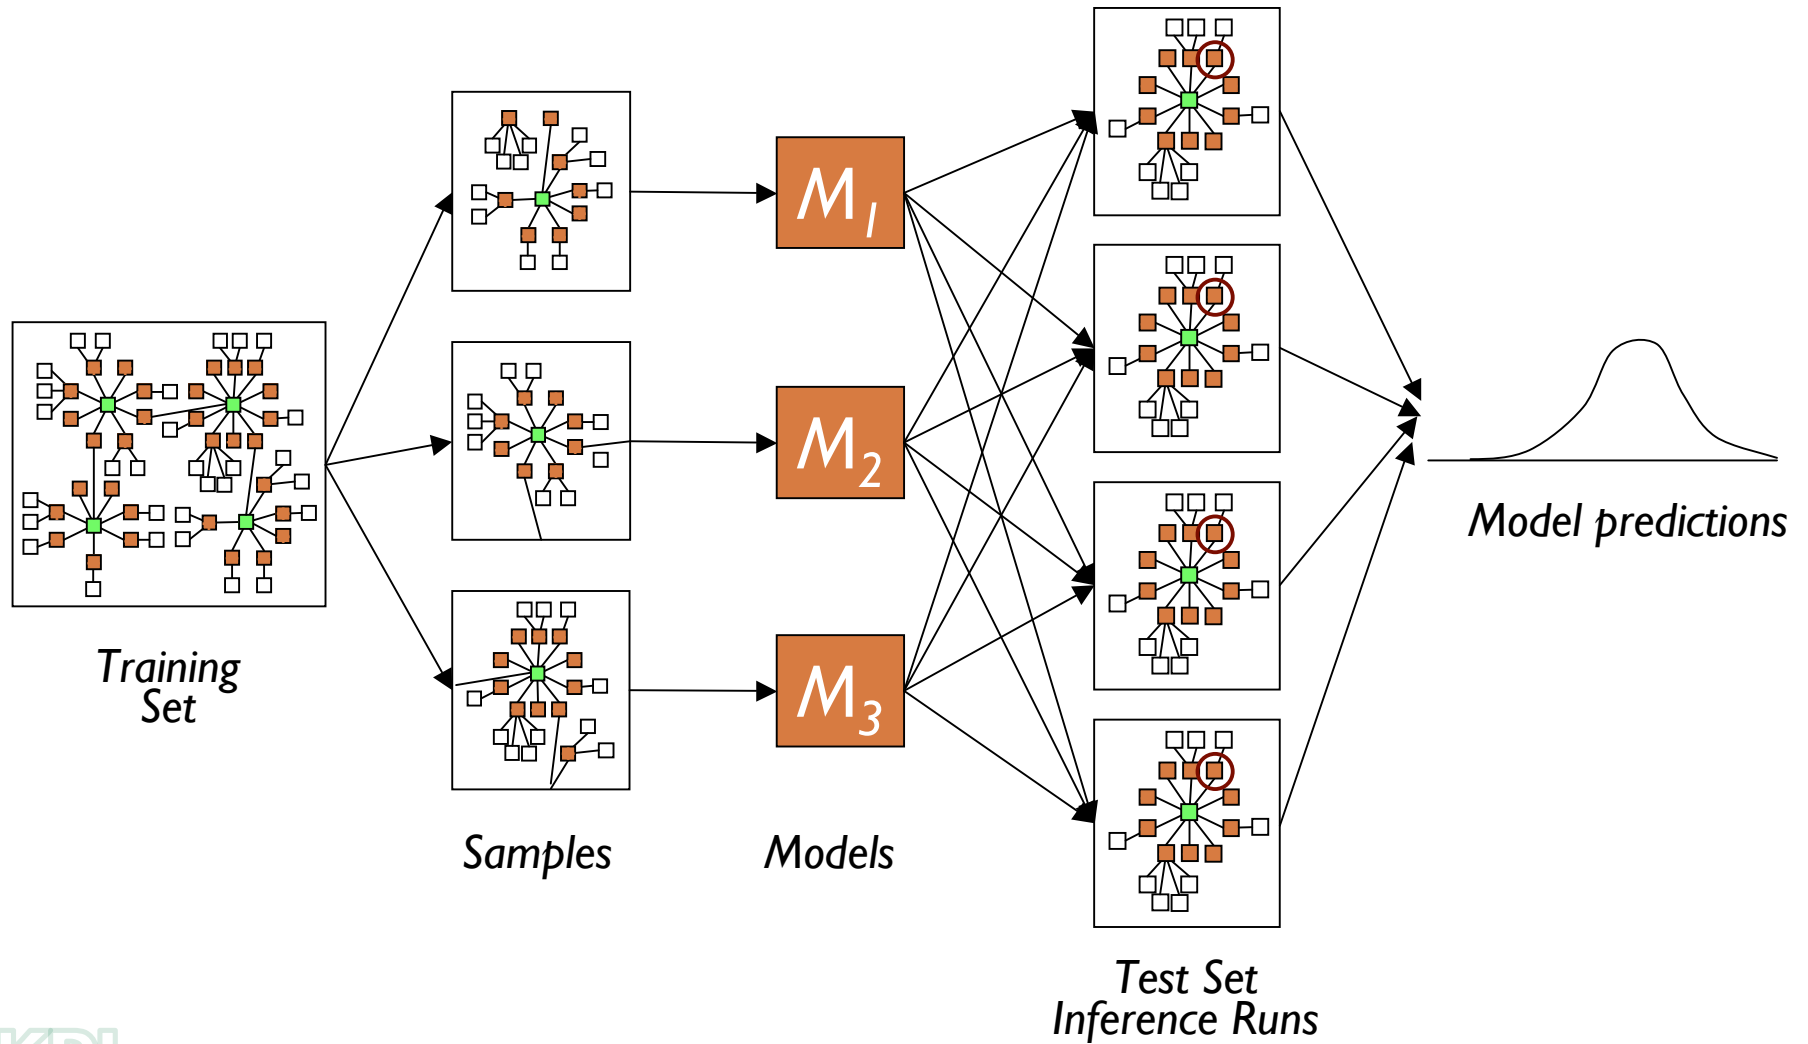 M1
M2
M3
Training
Set
Samples
Models
Model predictions
Test Set
Inference Runs